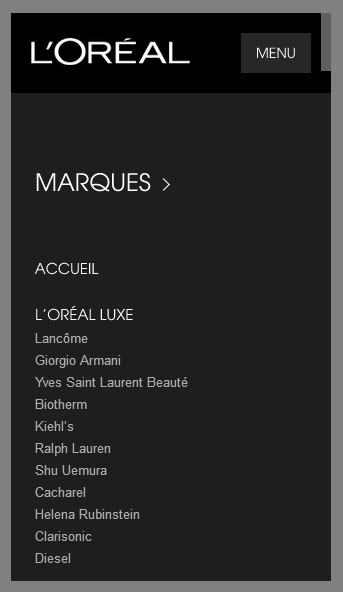 L'ORÉAL
MENU
MARQUES >
ACCUEIL
L'ORÉAL LUXE
Lancôme
Giorgio Armani
Yves Saint Laurent Beauté
Biotherm
Kiehl's
Ralph Lauren
Shu Uemura
Cacharel
Helena Rubinstein
Clarisonic
Diesel